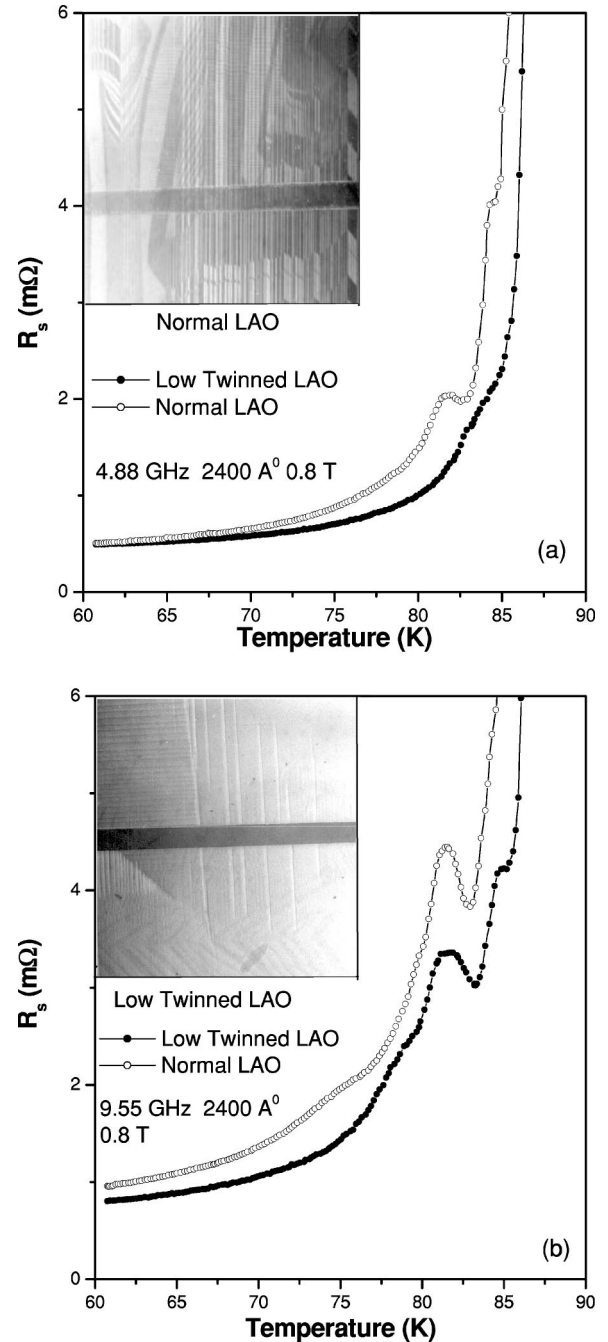 6
4
2
0
R_s (mΩ)
Normal LAO
Low Twinned LAO
Normal LAO
4.88 GHz 2400 A⁰ 0.8 T
(a)
60 65 70 75 80 85 90
Temperature (K)
6
4
2
0
R_s (mΩ)
Low Twinned LAO
Low Twinned LAO
Normal LAO
9.55 GHz 2400 A⁰
0.8 T
(b)
60 65 70 75 80 85 90
Temperature (K)